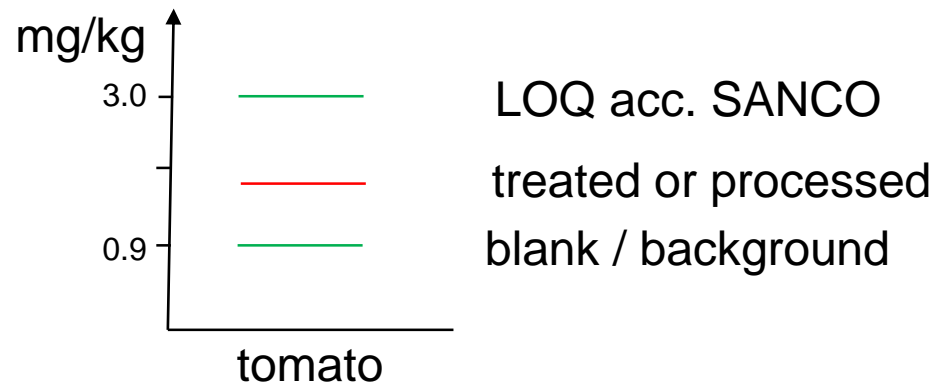 mg/kg
3.0
LOQ acc. SANCO
treated or processed
0.9
blank / background
tomato